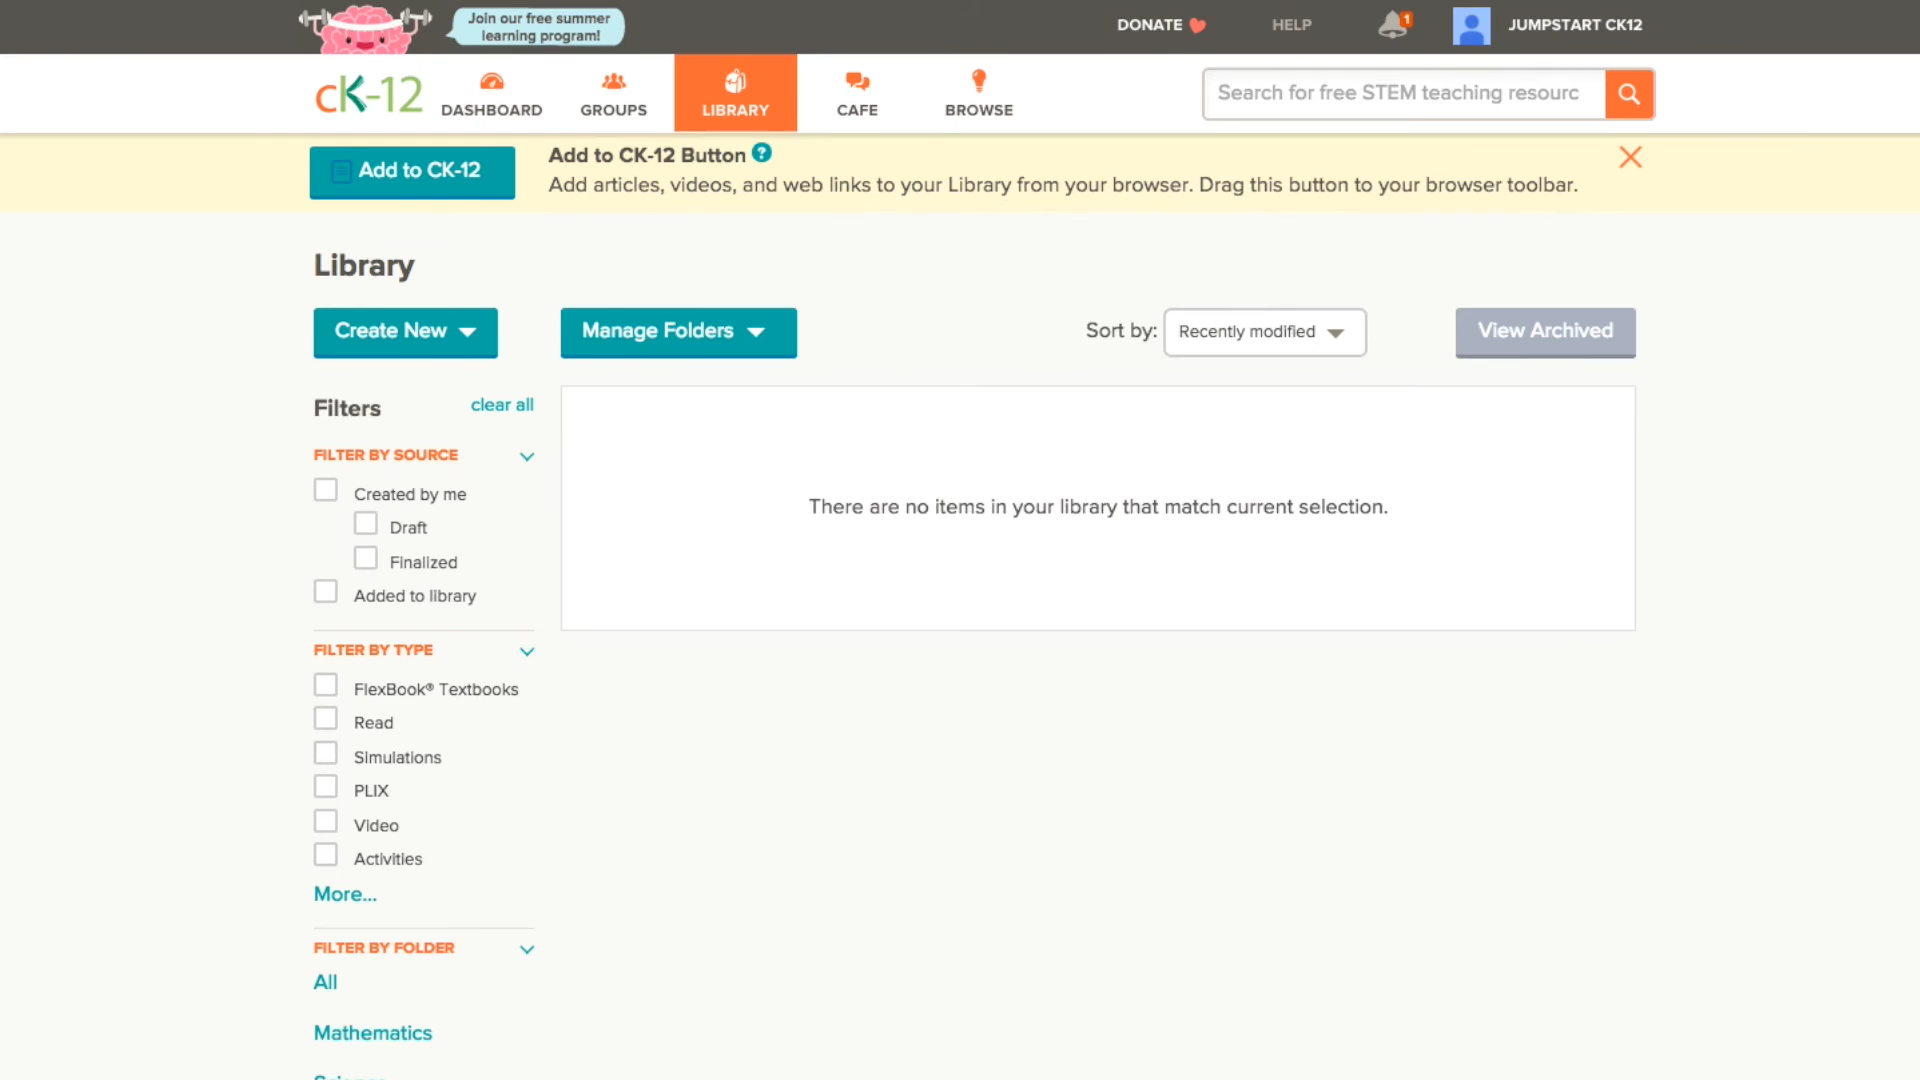 Join our free summer
learning program!
DONATE
HELP
1
JUMPSTART CK12
cK-12
DASHBOARD
GROUPS
LIBRARY
CAFE
BROWSE
Search for free STEM teaching resourc
Add to CK-12
Add to CK-12 Button ?
Add articles, videos, and web links to your Library from your browser. Drag this button to your browser toolbar.
Library
Create New
Manage Folders
Sort by: Recently modified
View Archived
Filters
clear all
FILTER BY SOURCE
Created by me
Draft
Finalized
Added to library
There are no items in your library that match current selection.
FILTER BY TYPE
FlexBook® Textbooks
Read
Simulations
PLIX
Video
Activities
More...
FILTER BY FOLDER
All
Mathematics